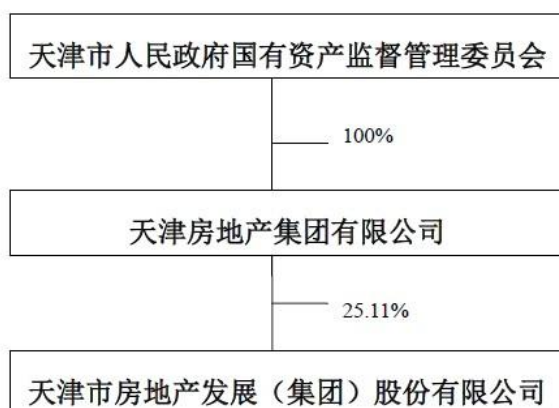 天津市人民政府国有资产监督管理委员会
100%
天津房地产集团有限公司
25.11%
天津市房地产发展（集团）股份有限公司